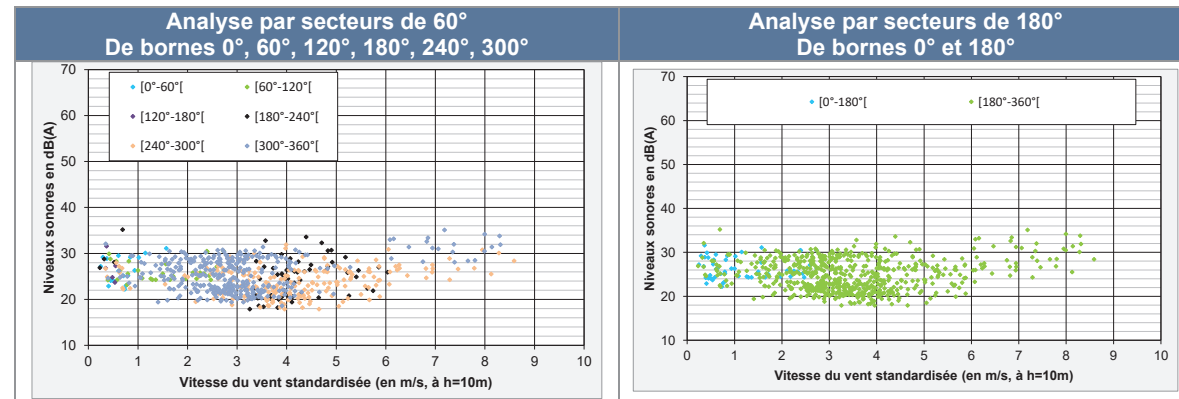 Analyse par secteurs de 60°
De bornes 0°, 60°, 120°, 180°, 240°, 300°
Analyse par secteurs de 180°
De bornes 0° et 180°
70
60
50
40
30
20
10
Niveaux sonores en dB(A)
[0°-60°[
[60°-120°[
[120°-180°[
[180°-240°[
[240°-300°[
[300°-360°[
0 1 2 3 4 5 6 7 8 9 10
Vitesse du vent standardisée (en m/s, à h=10m)
70
60
50
40
30
20
10
Niveaux sonores en dB(A)
[0°-180°[
[180°-360°[
0 1 2 3 4 5 6 7 8 9 10
Vitesse du vent standardisée (en m/s, à h=10m)